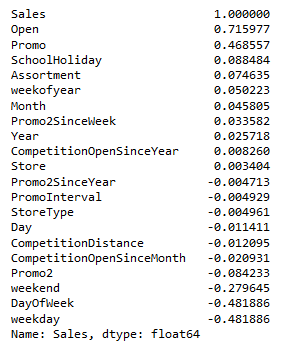 Sales 1.000000
Open 0.715977
Promo 0.468557
SchoolHoliday 0.088484
Assortment 0.074635
weekofyear 0.050223
Month 0.045805
Promo2SinceWeek 0.033582
Year 0.025718
CompetitionOpenSinceYear 0.008260
Store 0.003404
Promo2SinceYear -0.004713
PromoInterval -0.004929
StoreType -0.004961
Day -0.011411
CompetitionDistance -0.012095
CompetitionOpenSinceMonth -0.020931
Promo2 -0.084233
weekend -0.279645
DayOfWeek -0.481886
weekday -0.481886
Name: Sales, dtype: float64